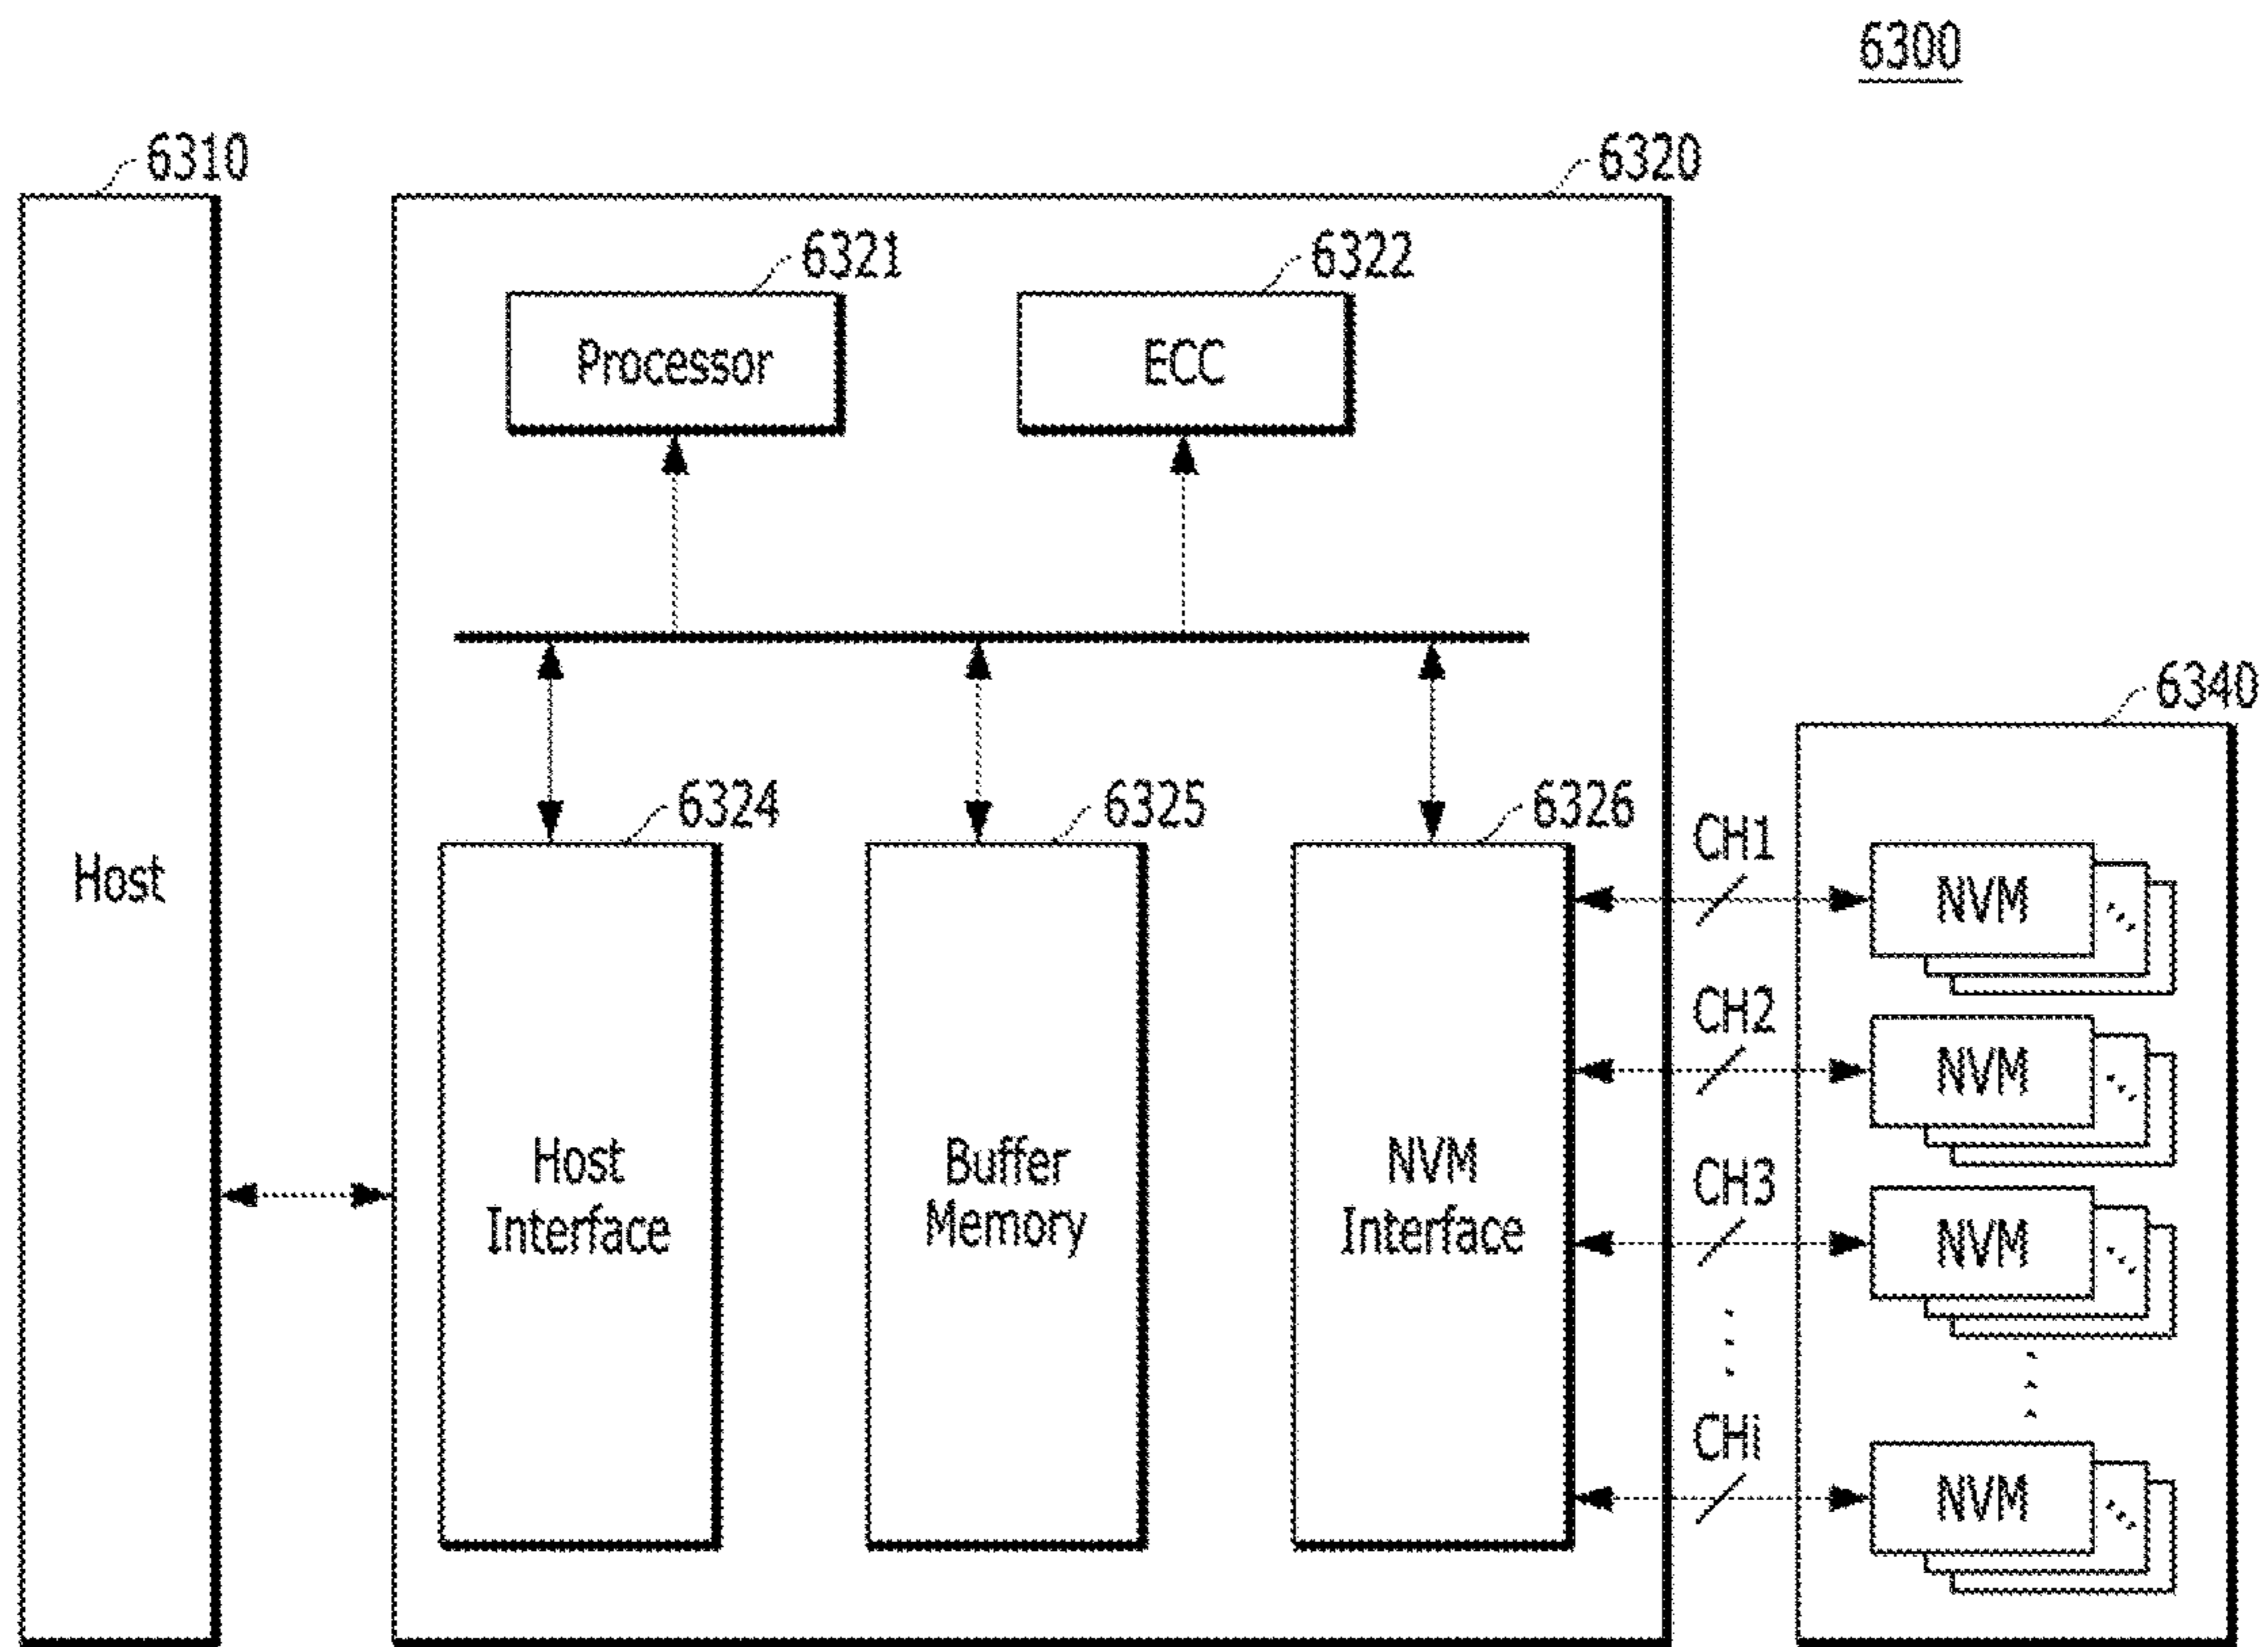 6300
6310
6320
6321
6322
Processor
ECC
6340
6324
6325
6326
CH1
Host
NVM
CH2
NVM
Host
Interface
Buffer
Memory
NVM
Interface
CH3
NVM
CHi
NVM